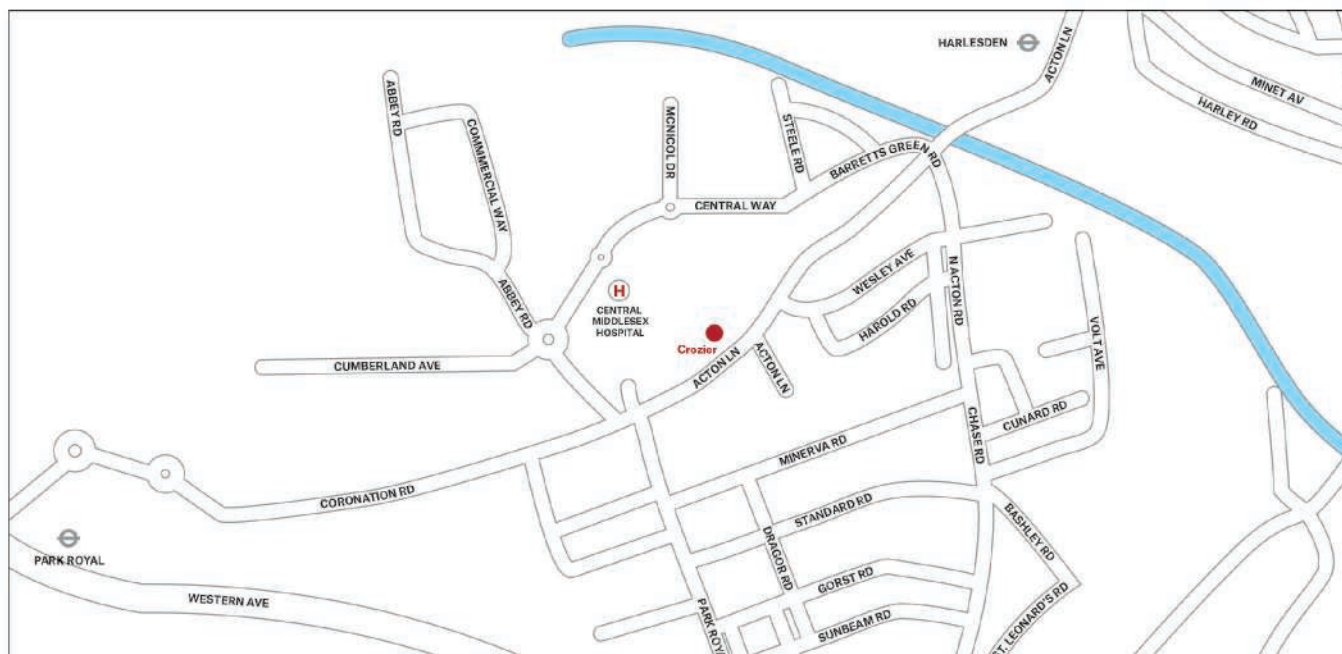 HARLESDEN
ACTON LN
MINET AV
HARLEY RD
ABBEY RD
COMMMERCIAL WAY
MCNICOL DR
STEELE RD
BARRETTS GREEN RD
CENTRAL WAY
WESLEY AVE
N ACTON RD
HAROLD RD
VOLT AVE
ABBEY RD
H
CENTRAL
MIDDLESEX
HOSPITAL
Crozier
ACTON LN
ACTON LN
CUMBERLAND AVE
CUNARD RD
CHASE RD
MINERVA RD
CORONATION RD
STANDARD RD
DRAGOR RD
BASHLEY RD
PARK ROYAL
GORST RD
WESTERN AVE
PARK ROYA
SUNBEAM RD
ST. LEONARD'S RD